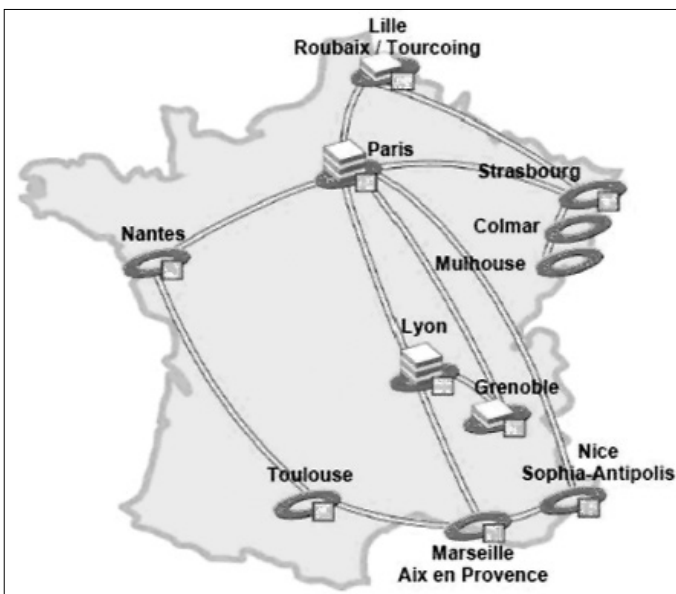 Lille
Roubaix / Tourcoing
Paris
Strasbourg
Colmar
Mulhouse
Nantes
Lyon
Grenoble
Nice
Sophia-Antipolis
Toulouse
Marseille
Aix en Provence